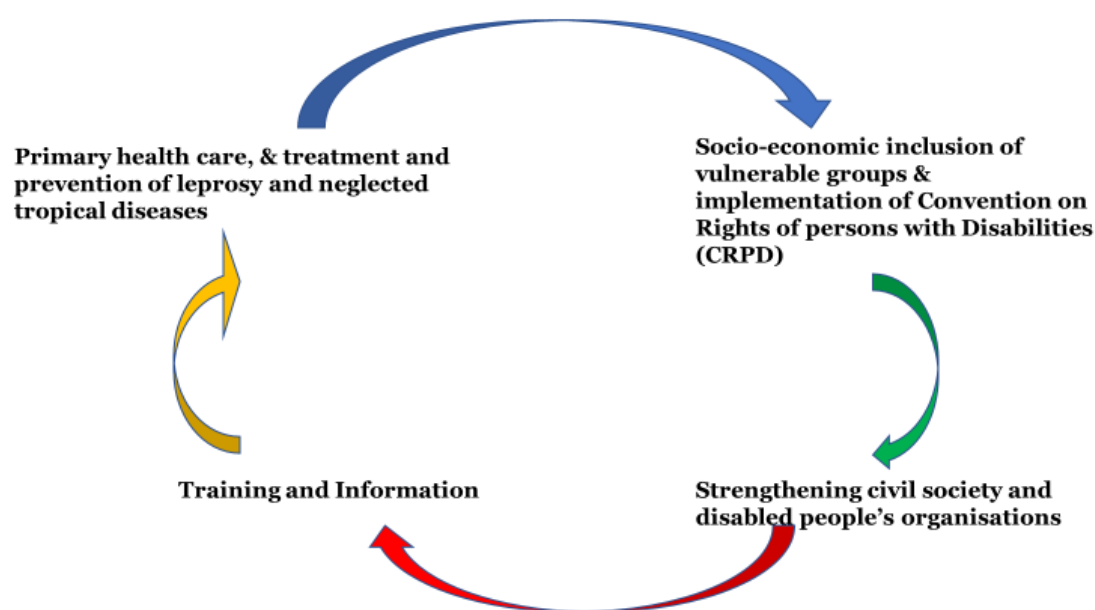 Primary health care, & treatment and
prevention of leprosy and neglected
tropical diseases
Socio-economic inclusion of
vulnerable groups &
implementation of Convention on
Rights of persons with Disabilities
(CRPD)
Training and Information
Strengthening civil society and
disabled people’s organisations